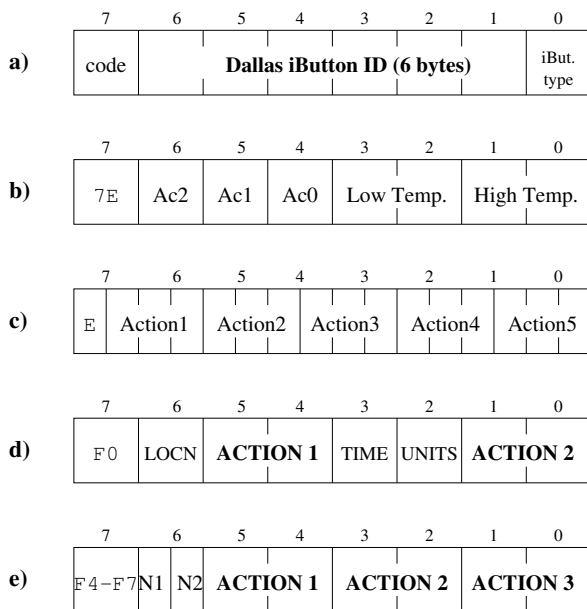 7 6 5 4 3 2 1 0
a) code Dallas iButton ID (6 bytes) iBut.
type
7 6 5 4 3 2 1 0
b) 7E Ac2 Ac1 Ac0 Low Temp. High Temp.
7 6 5 4 3 2 1 0
c) E Action1 Action2 Action3 Action4 Action5
7 6 5 4 3 2 1 0
d) F0 LOCN ACTION 1 TIME UNITS ACTION 2
7 6 5 4 3 2 1 0
e) F4-F7 N1 N2 ACTION 1 ACTION 2 ACTION 3